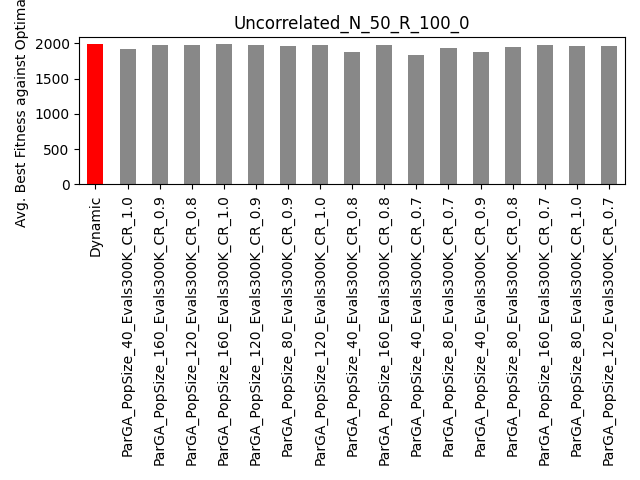 Uncorrelated_N_50_R_100_0
Avg. Best Fitness against Optima
2000
1500
1000
500
0
Dynamic
ParGA_PopSize_40_Evals300K_CR_1.0
ParGA_PopSize_160_Evals300K_CR_0.9
ParGA_PopSize_120_Evals300K_CR_0.8
ParGA_PopSize_160_Evals300K_CR_1.0
ParGA_PopSize_120_Evals300K_CR_0.9
ParGA_PopSize_80_Evals300K_CR_0.9
ParGA_PopSize_120_Evals300K_CR_1.0
ParGA_PopSize_40_Evals300K_CR_0.8
ParGA_PopSize_160_Evals300K_CR_0.8
ParGA_PopSize_40_Evals300K_CR_0.7
ParGA_PopSize_80_Evals300K_CR_0.7
ParGA_PopSize_40_Evals300K_CR_0.9
ParGA_PopSize_80_Evals300K_CR_0.8
ParGA_PopSize_160_Evals300K_CR_0.7
ParGA_PopSize_80_Evals300K_CR_1.0
ParGA_PopSize_120_Evals300K_CR_0.7